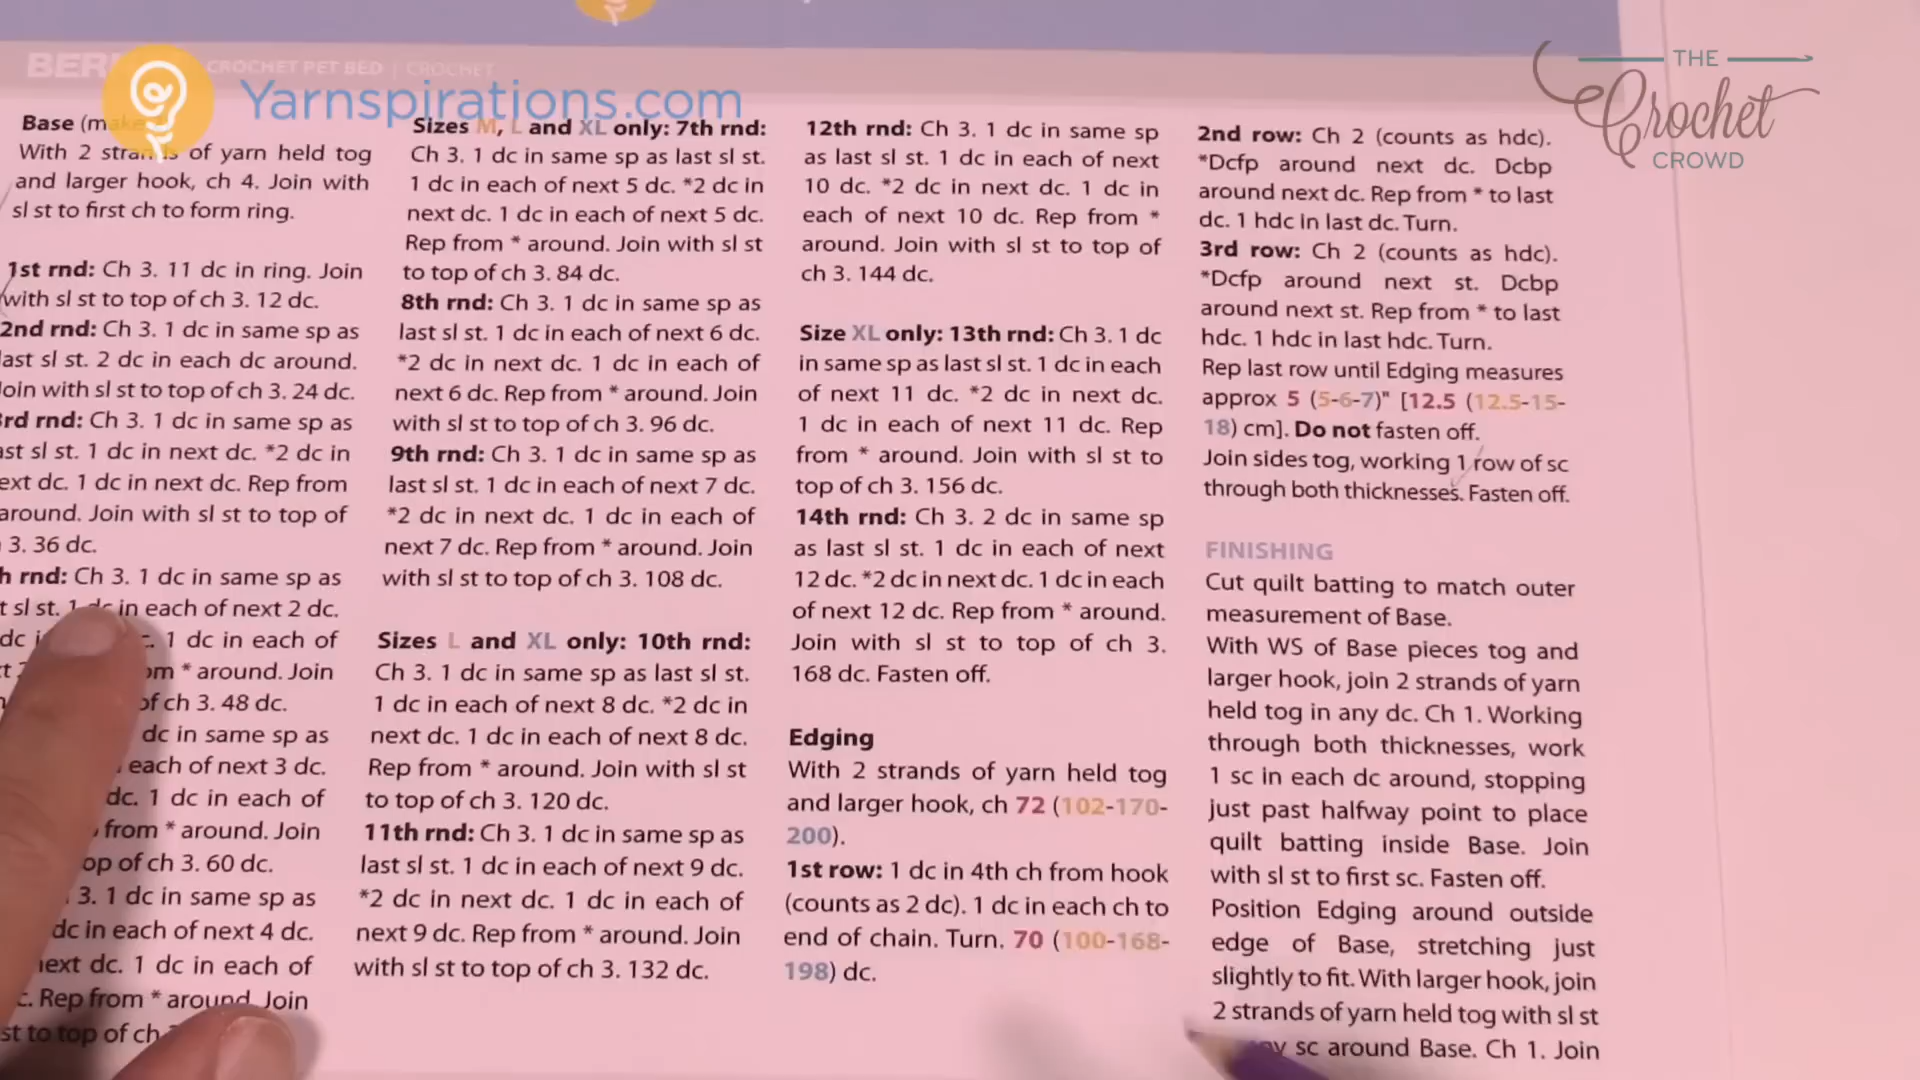 CROCHET PET BED | CROCHET
Yarnspirations.com
THE
Crochet
CROWD
Base
With 2 strands of yarn held tog
and larger hook, ch 4. Join with
sl st to first ch to form ring.
1st rnd: Ch 3. 11 dc in ring. Join
with sl st to top of ch 3. 12 dc.
2nd rnd: Ch 3. 1 dc in same sp as
last sl st. 2 dc in each dc around.
Join with sl st to top of ch 3. 24 dc.
3rd rnd: Ch 3. 1 dc in same sp as
sl st. 1 dc in next dc. *2 dc in
dc. 1 dc in next dc. Rep from
around. Join with sl st to top of
3. 36 dc.
rnd: Ch 3. 1 dc in same sp as
sl st. 1 dc in each of next 2 dc.
dc 1 dc in each of
* around. Join
of ch 3. 48 dc.
dc in same sp as
each of next 3 dc.
dc. 1 dc in each of
from * around. Join
of ch 3. 60 dc.
3. 1 dc in same sp as
dc in each of next 4 dc.
dc. 1 dc in each of
Rep from * around. Join
st to top of ch
Sizes M, L and XL only: 7th rnd:
Ch 3. 1 dc in same sp as last sl st.
1 dc in each of next 5 dc. *2 dc in
next dc. 1 dc in each of next 5 dc.
Rep from * around. Join with sl st
to top of ch 3. 84 dc.
8th rnd: Ch 3. 1 dc in same sp as
last sl st. 1 dc in each of next 6 dc.
*2 dc in next dc. 1 dc in each of
next 6 dc. Rep from * around. Join
with sl st to top of ch 3. 96 dc.
9th rnd: Ch 3. 1 dc in same sp as
last sl st. 1 dc in each of next 7 dc.
*2 dc in next dc. 1 dc in each of
next 7 dc. Rep from * around. Join
with sl st to top of ch 3. 108 dc.
Sizes L and XL only: 10th rnd:
Ch 3. 1 dc in same sp as last sl st.
1 dc in each of next 8 dc. *2 dc in
next dc. 1 dc in each of next 8 dc.
Rep from * around. Join with sl st
to top of ch 3. 120 dc.
11th rnd: Ch 3. 1 dc in same sp as
last sl st. 1 dc in each of next 9 dc.
*2 dc in next dc. 1 dc in each of
next 9 dc. Rep from * around. Join
with sl st to top of ch 3. 132 dc.
12th rnd: Ch 3. 1 dc in same sp
as last sl st. 1 dc in each of next
10 dc. *2 dc in next dc. 1 dc in
each of next 10 dc. Rep from *
around. Join with sl st to top of
ch 3. 144 dc.
Size XL only: 13th rnd: Ch 3. 1 dc
in same sp as last sl st. 1 dc in each
of next 11 dc. *2 dc in next dc.
1 dc in each of next 11 dc. Rep
from * around. Join with sl st to
top of ch 3. 156 dc.
14th rnd: Ch 3. 2 dc in same sp
as last sl st. 1 dc in each of next
12 dc. *2 dc in next dc. 1 dc in each
of next 12 dc. Rep from * around.
Join with sl st to top of ch 3.
168 dc. Fasten off.
Edging
With 2 strands of yarn held tog
and larger hook, ch 72 (102-170-
200).
1st row: 1 dc in 4th ch from hook
(counts as 2 dc). 1 dc in each ch to
end of chain. Turn. 70 (100-168-
198) dc.
2nd row: Ch 2 (counts as hdc).
*Dcfp around next dc. Dcbp
around next dc. Rep from * to last
dc. 1 hdc in last dc. Turn.
3rd row: Ch 2 (counts as hdc).
*Dcfp around next st. Dcbp
around next st. Rep from * to last
hdc. 1 hdc in last hdc. Turn.
Rep last row until Edging measures
approx 5 (5-6-7)" [12.5 (12.5-15-
18) cm]. Do not fasten off.
Join sides tog, working 1 row of sc
through both thicknesses. Fasten off.
FINISHING
Cut quilt batting to match outer
measurement of Base.
With WS of Base pieces tog and
larger hook, join 2 strands of yarn
held tog in any dc. Ch 1. Working
through both thicknesses, work
1 sc in each dc around, stopping
just past halfway point to place
quilt batting inside Base. Join
with sl st to first sc. Fasten off.
Position Edging around outside
edge of Base, stretching just
slightly to fit. With larger hook, join
2 strands of yarn held tog with sl st
sc around Base. Ch 1. Join